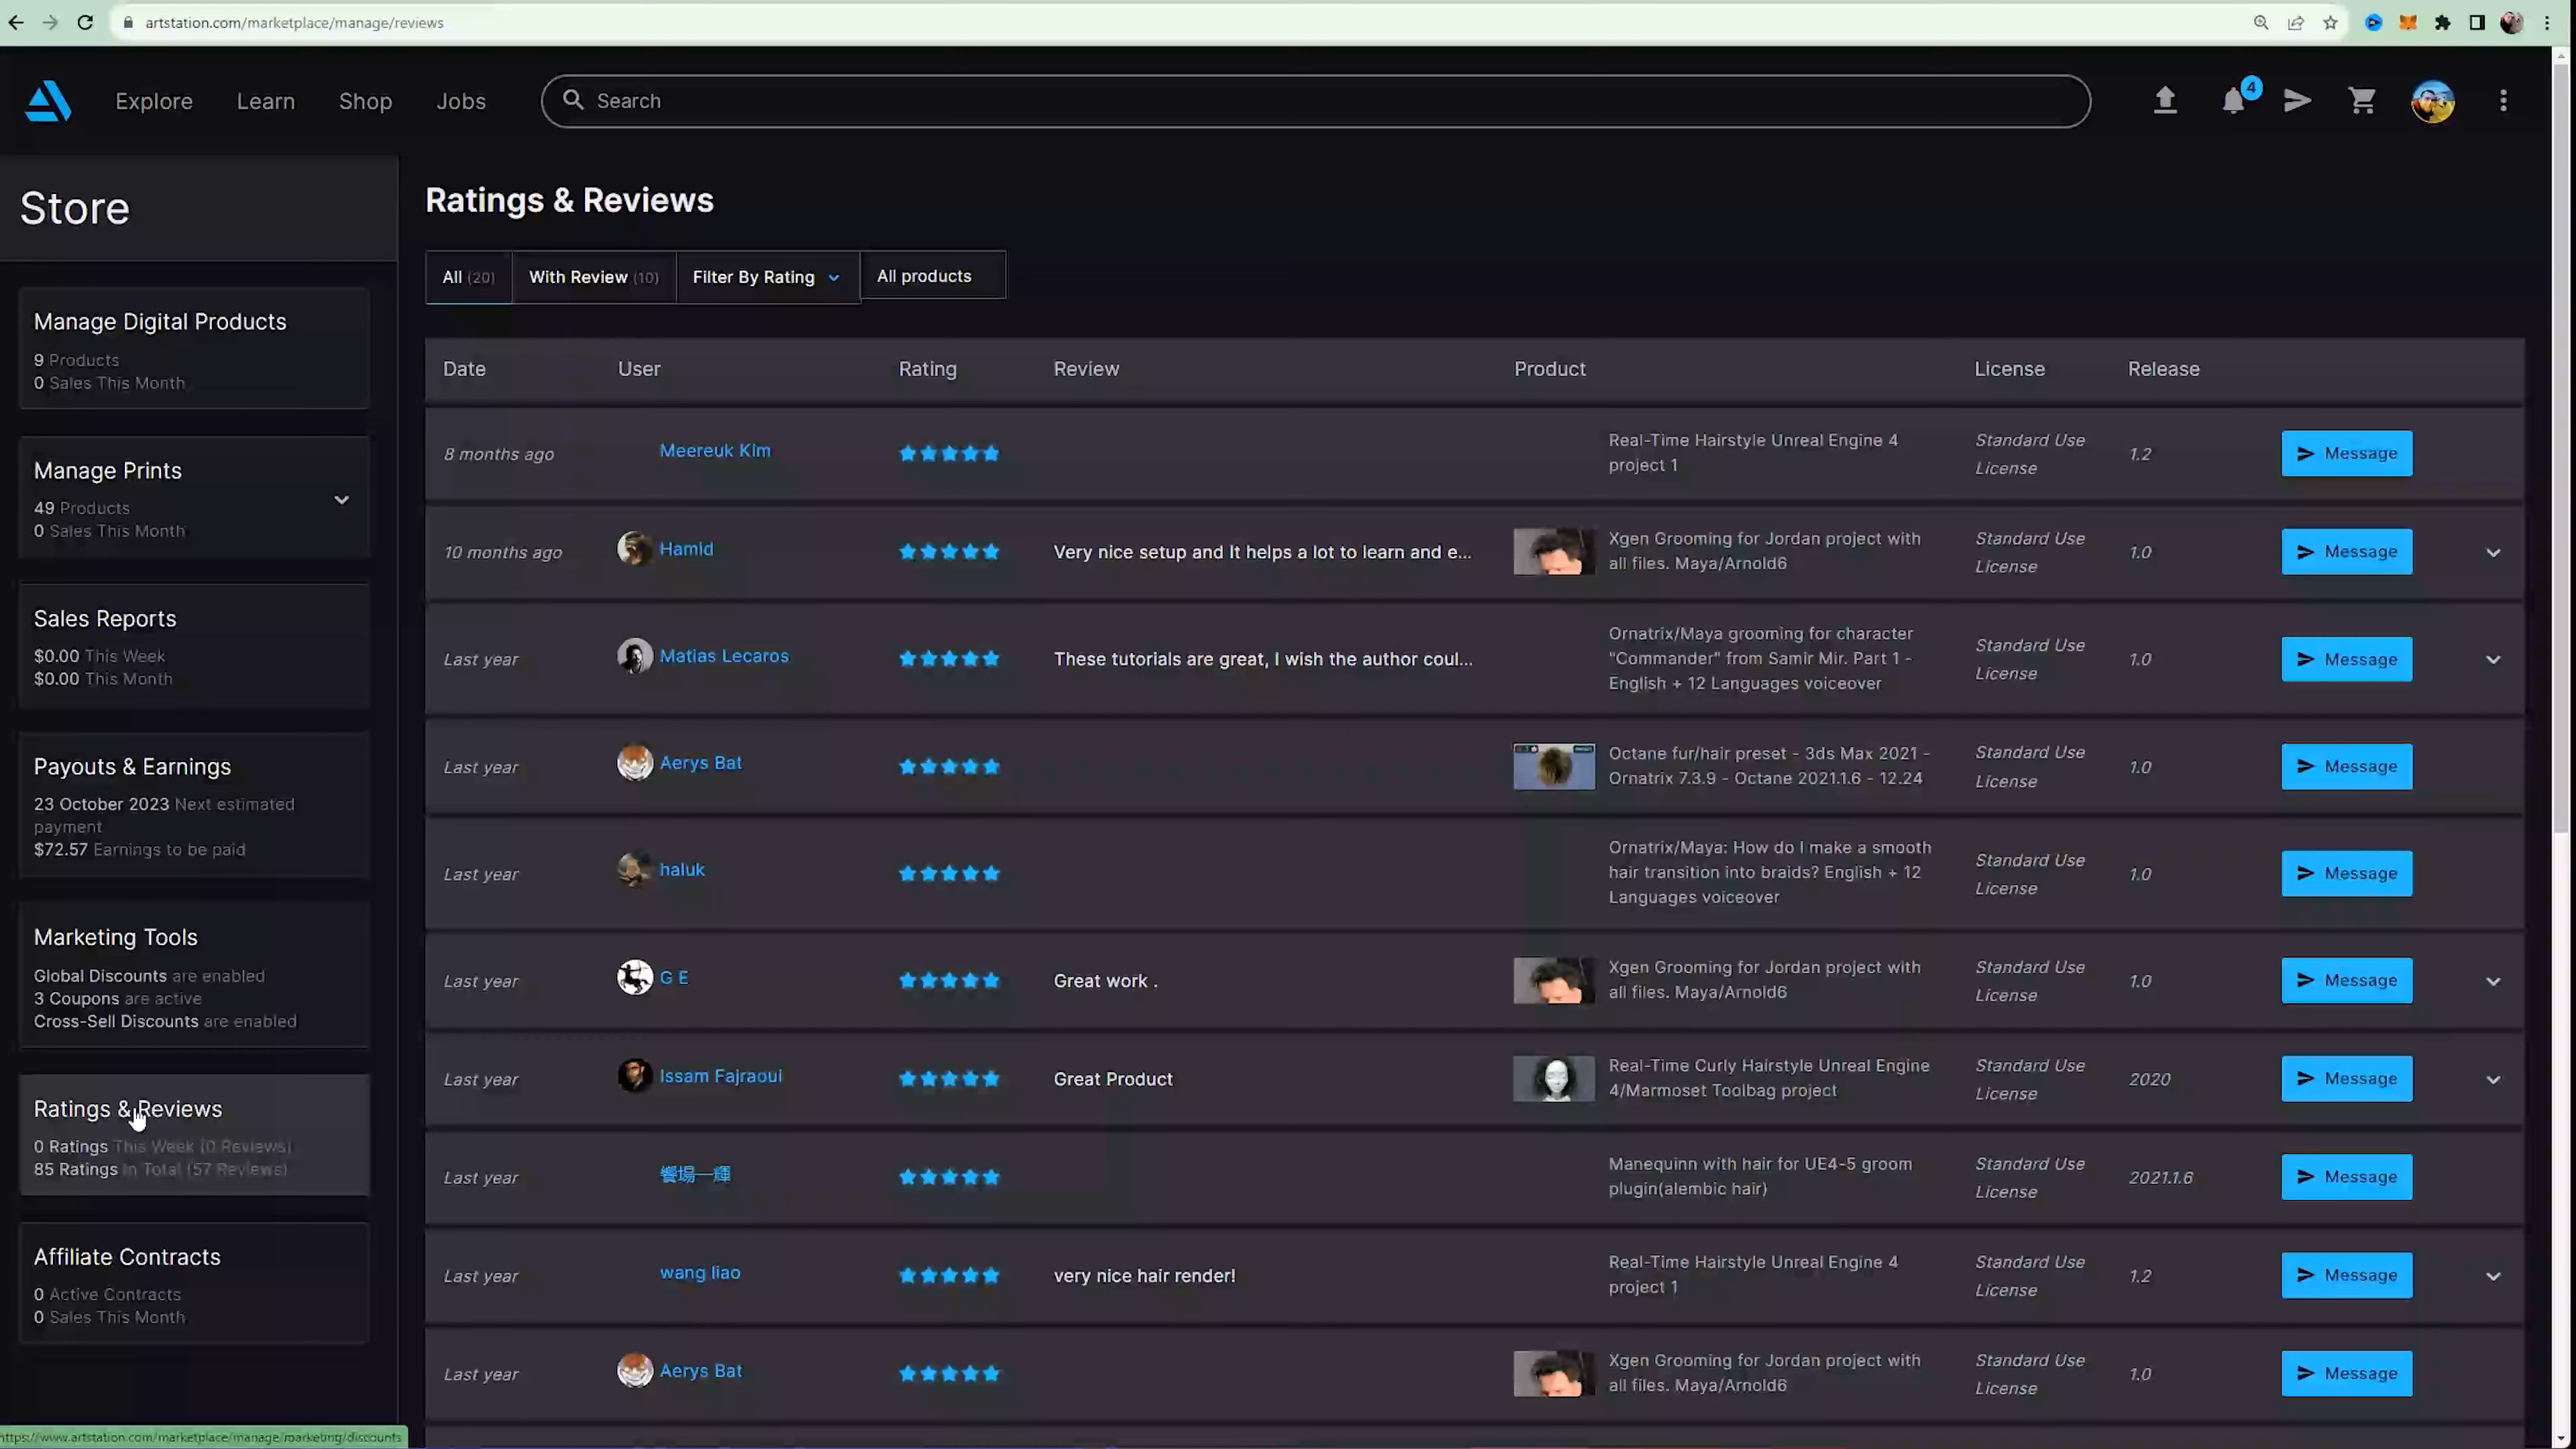 artstation.com/marketplace/manage/reviews
Explore Learn Shop Jobs Search 4
Store
Manage Digital Products
9 Products
0 Sales This Month
Manage Prints
49 Products
0 Sales This Month
Sales Reports
$0.00 This Week
$0.00 This Month
Payouts & Earnings
23 October 2023 Next estimated
payment
$72.57 Earnings to be paid
Marketing Tools
Global Discounts are enabled
3 Coupons are active
Cross-Sell Discounts are enabled
Ratings & Reviews
0 Ratings This Week (0 Reviews)
85 Ratings In Total (57 Reviews)
Affiliate Contracts
0 Active Contracts
0 Sales This Month
Ratings & Reviews
All (20) With Review (10) Filter By Rating All products
Date User Rating Review Product License Release
8 months ago Meereuk Kim Real-Time Hairstyle Unreal Engine 4 Standard Use 1.2 Message
project 1 License
10 months ago Hamid Very nice setup and it helps a lot to learn and e... Xgen Grooming for Jordan project with Standard Use 1.0 Message
all files. Maya/Arnold6 License
Last year Matias Lecaros These tutorials are great, I wish the author coul... Ornatrix/Maya grooming for character Standard Use 1.0 Message
"Commander" from Samir Mir. Part 1 - License
English + 12 Languages voiceover
Last year Aerys Bat Octane fur/hair preset - 3ds Max 2021 - Standard Use 1.0 Message
Ornatrix 7.3.9 - Octane 2021.1.6 - 12.24 License
Last year haluk Ornatrix/Maya: How do I make a smooth Standard Use 1.0 Message
hair transition into braids? English + 12 License
Languages voiceover
Last year G E Great work . Xgen Grooming for Jordan project with Standard Use 1.0 Message
all files. Maya/Arnold6 License
Last year Issam Fajraoui Great Product Real-Time Curly Hairstyle Unreal Engine Standard Use 2020 Message
4/Marmoset Toolbag project License
Last year 饗場一輝 Manequinn with hair for UE4-5 groom Standard Use 2021.1.6 Message
plugin(alembic hair) License
Last year wang liao very nice hair render! Real-Time Hairstyle Unreal Engine 4 Standard Use 1.2 Message
project 1 License
Last year Aerys Bat Xgen Grooming for Jordan project with Standard Use 1.0 Message
all files. Maya/Arnold6 License
https://www.artstation.com/marketplace/manage/marketing/discounts